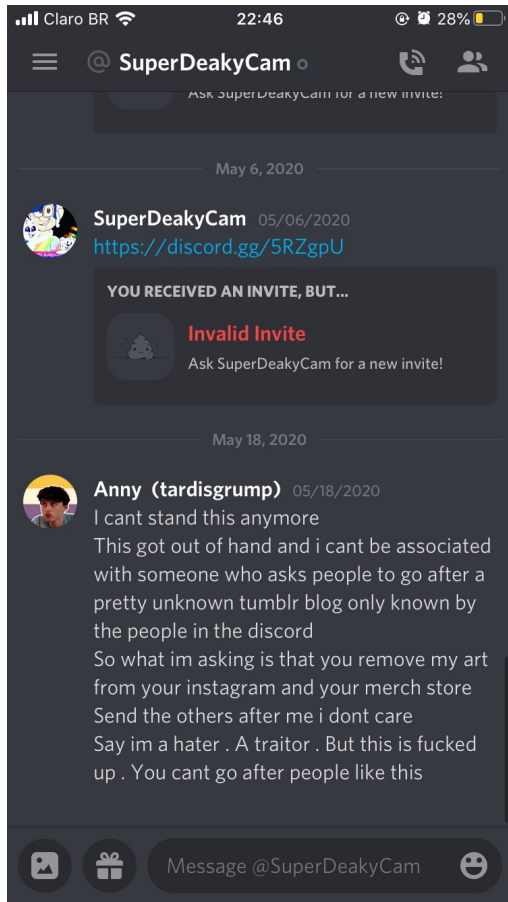 Claro BR 22:46 28%
@ SuperDeakyCam
Ask SuperDeakyCam for a new invite!
May 6, 2020
SuperDeakyCam 05/06/2020
https://discord.gg/5RZgpU
YOU RECEIVED AN INVITE, BUT...
Invalid Invite
Ask SuperDeakyCam for a new invite!
May 18, 2020
Anny (tardisgrump) 05/18/2020
I cant stand this anymore
This got out of hand and i cant be associated
with someone who asks people to go after a
pretty unknown tumblr blog only known by
the people in the discord
So what im asking is that you remove my art
from your instagram and your merch store
Send the others after me i dont care
Say im a hater . A traitor . But this is fucked
up . You cant go after people like this
Message @SuperDeakyCam